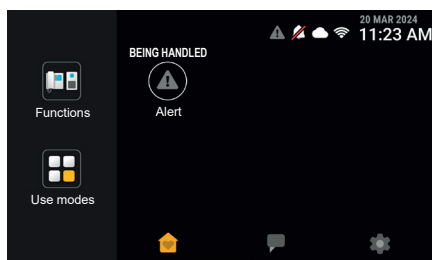 20 MAR 2024
11:23 AM
BEING HANDLED
Alert
Functions
Use modes